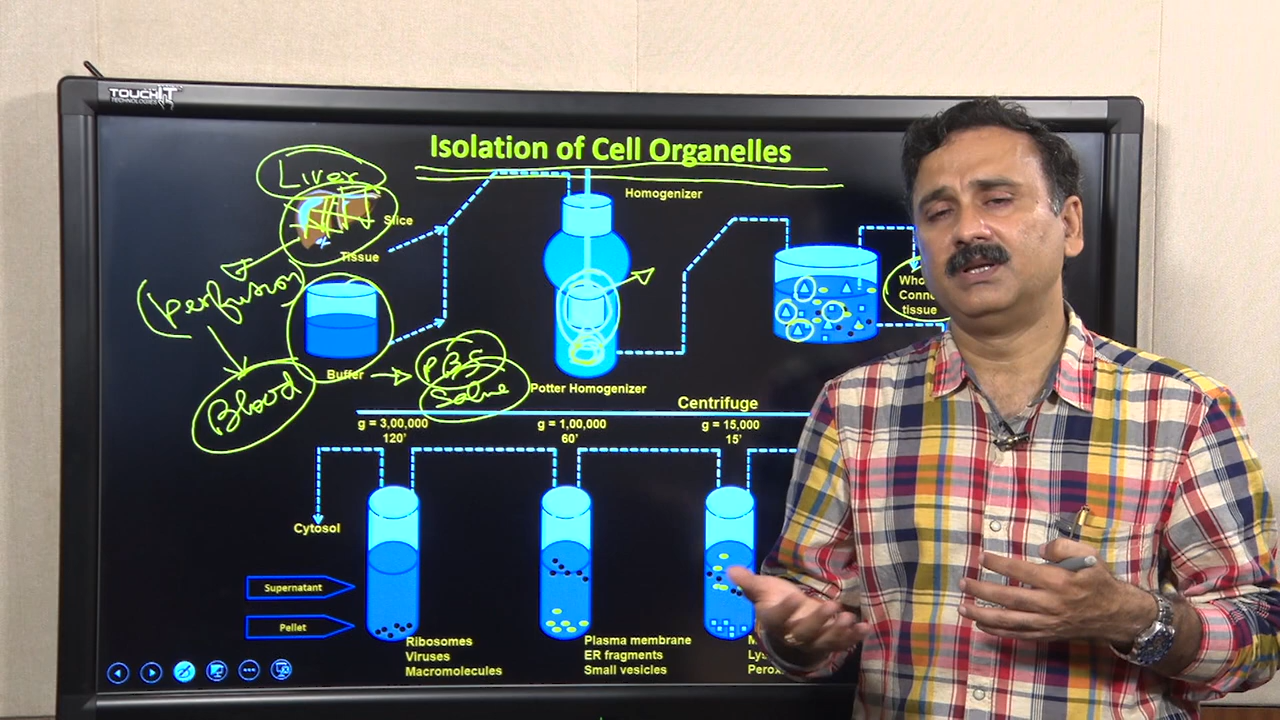 TOUCHIT
TECHNOLOGIES
Isolation of Cell Organelles
Liver
Homogenizer
Slice
Tissue
Perfusion
Connec
tissue
Buffer
PBS
Saline
Potter Homogenizer
Blood
Centrifuge
g = 3,00,000
120'
g = 1,00,000
60'
g = 15,000
15'
Cytosol
Supernatant
Pellet
Ribosomes
Viruses
Macromolecules
Plasma membrane
ER fragments
Small vesicles